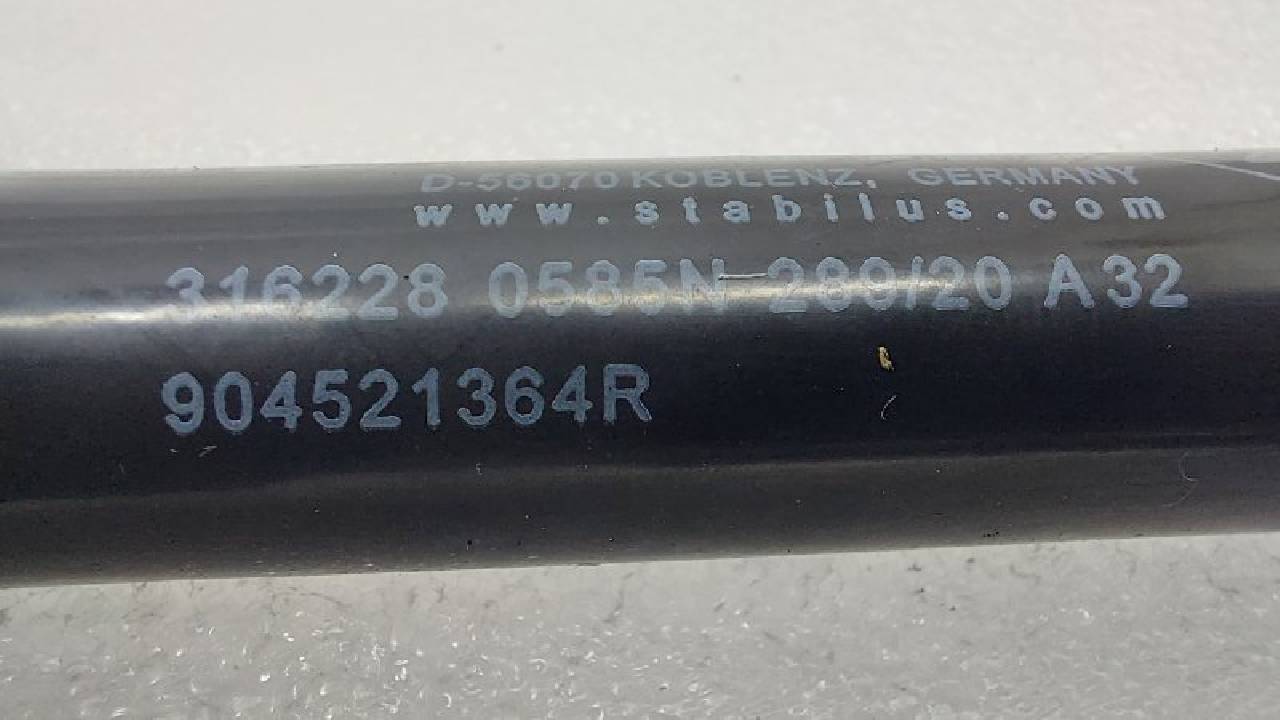 D-56070 KOBLENZ, GERMANY
www.stabilus.com
316228 0585N 289/20 A32
904521364R